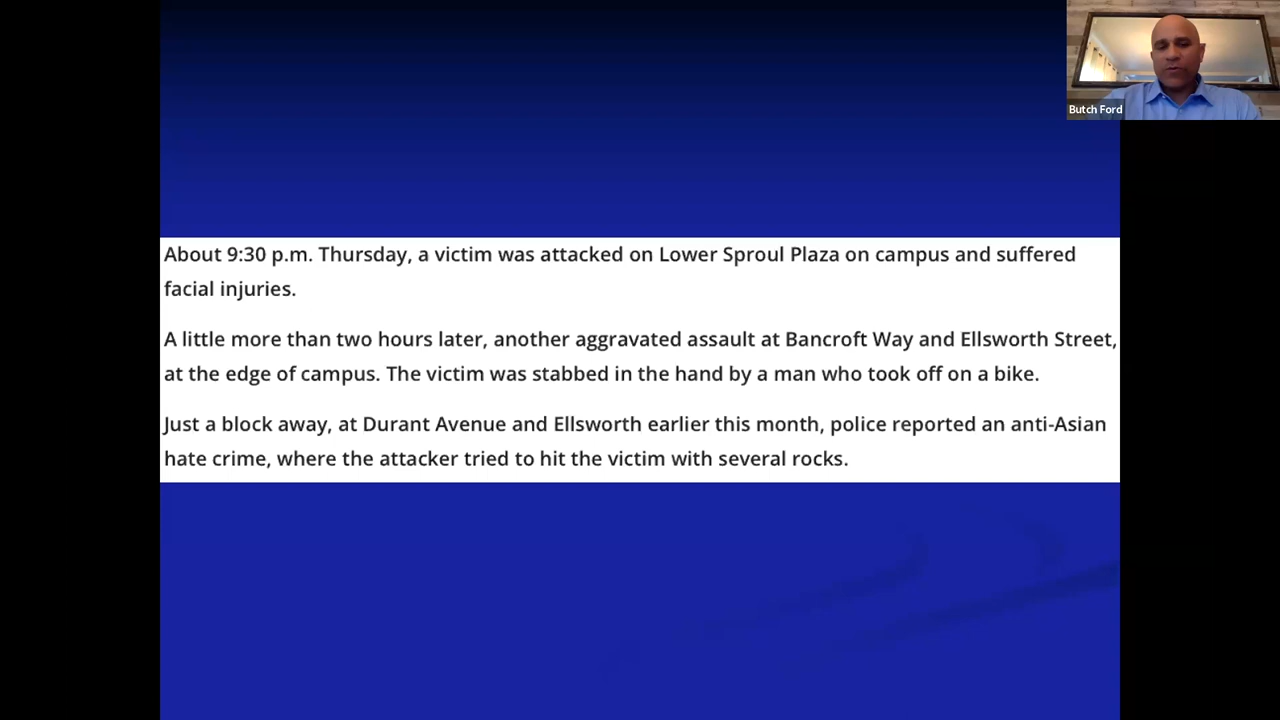 Butch Ford
About 9:30 p.m. Thursday, a victim was attacked on Lower Sproul Plaza on campus and suffered
facial injuries.
A little more than two hours later, another aggravated assault at Bancroft Way and Ellsworth Street,
at the edge of campus. The victim was stabbed in the hand by a man who took off on a bike.
Just a block away, at Durant Avenue and Ellsworth earlier this month, police reported an anti-Asian
hate crime, where the attacker tried to hit the victim with several rocks.